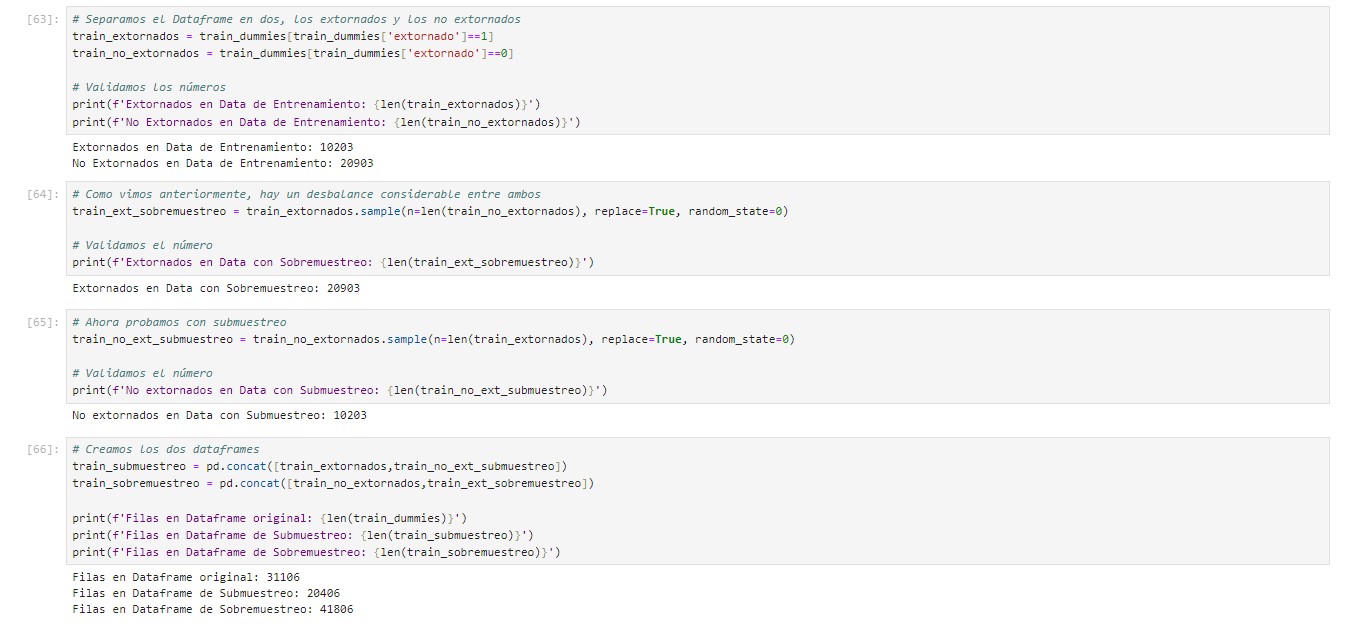 [63]: # Separamos el Dataframe en dos, los extornados y los no extornados
train_extornados = train_dummies[train_dummies['extornado']==1]
train_no_extornados = train_dummies[train_dummies['extornado']==0]
# Validamos los números
print(f'Extornados en Data de Entrenamiento: {len(train_extornados)}')
print(f'No Extornados en Data de Entrenamiento: {len(train_no_extornados)}')
Extornados en Data de Entrenamiento: 10203
No Extornados en Data de Entrenamiento: 20903
[64]: # Como vimos anteriormente, hay un desbalance considerable entre ambos
train_ext_sobremuestreo = train_extornados.sample(n=len(train_no_extornados), replace=True, random_state=0)
# Validamos el número
print(f'Extornados en Data con Sobremuestreo: {len(train_ext_sobremuestreo)}')
Extornados en Data con Sobremuestreo: 20903
[65]: # Ahora probamos con submuestreo
train_no_ext_submuestreo = train_no_extornados.sample(n=len(train_extornados), replace=True, random_state=0)
# Validamos el número
print(f'No extornados en Data con Submuestreo: {len(train_no_ext_submuestreo)}')
No extornados en Data con Submuestreo: 10203
[66]: # Creamos los dos dataframes
train_submuestreo = pd.concat([train_extornados,train_no_ext_submuestreo])
train_sobremuestreo = pd.concat([train_no_extornados,train_ext_sobremuestreo])
print(f'Filas en Dataframe original: {len(train_dummies)}')
print(f'Filas en Dataframe de Submuestreo: {len(train_submuestreo)}')
print(f'Filas en Dataframe de Sobremuestreo: {len(train_sobremuestreo)}')
Filas en Dataframe original: 31106
Filas en Dataframe de Submuestreo: 20406
Filas en Dataframe de Sobremuestreo: 41806